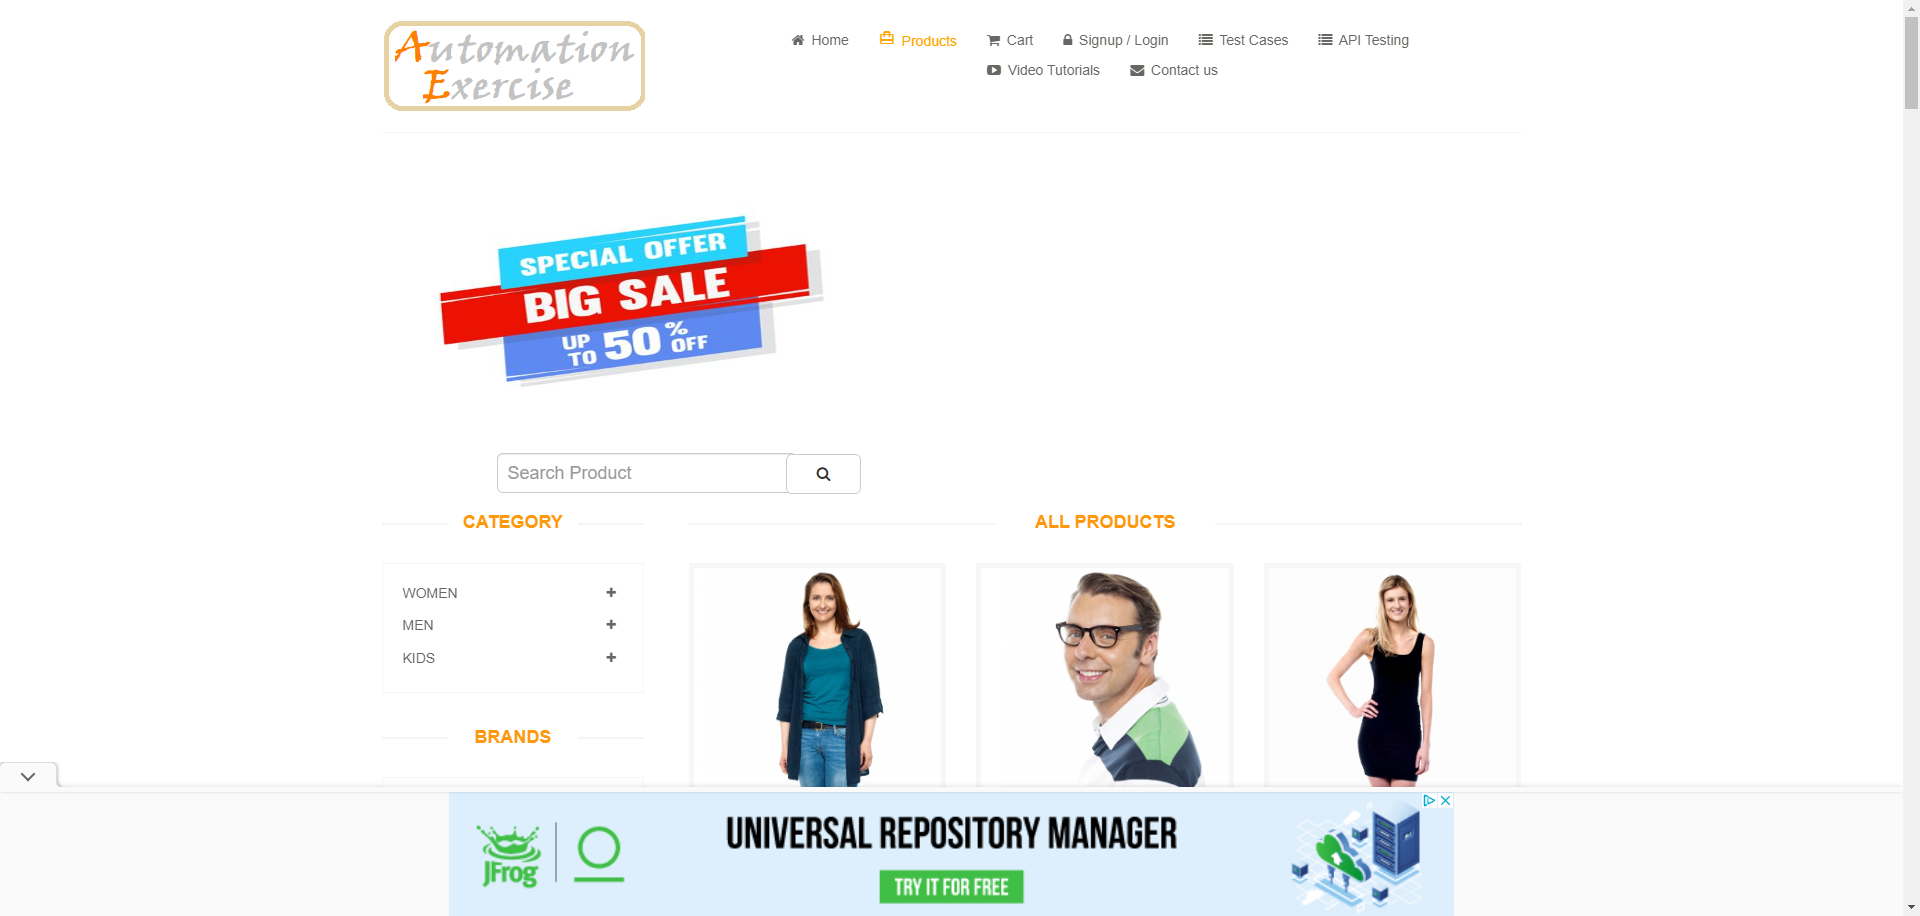 Automation
Exercise
Home
Products
Cart
Signup / Login
Test Cases
API Testing
Video Tutorials
Contact us
SPECIAL OFFER
BIG SALE
UP TO 50% OFF
Search Product
CATEGORY
ALL PRODUCTS
WOMEN
MEN
KIDS
BRANDS
JFrog
UNIVERSAL REPOSITORY MANAGER
TRY IT FOR FREE